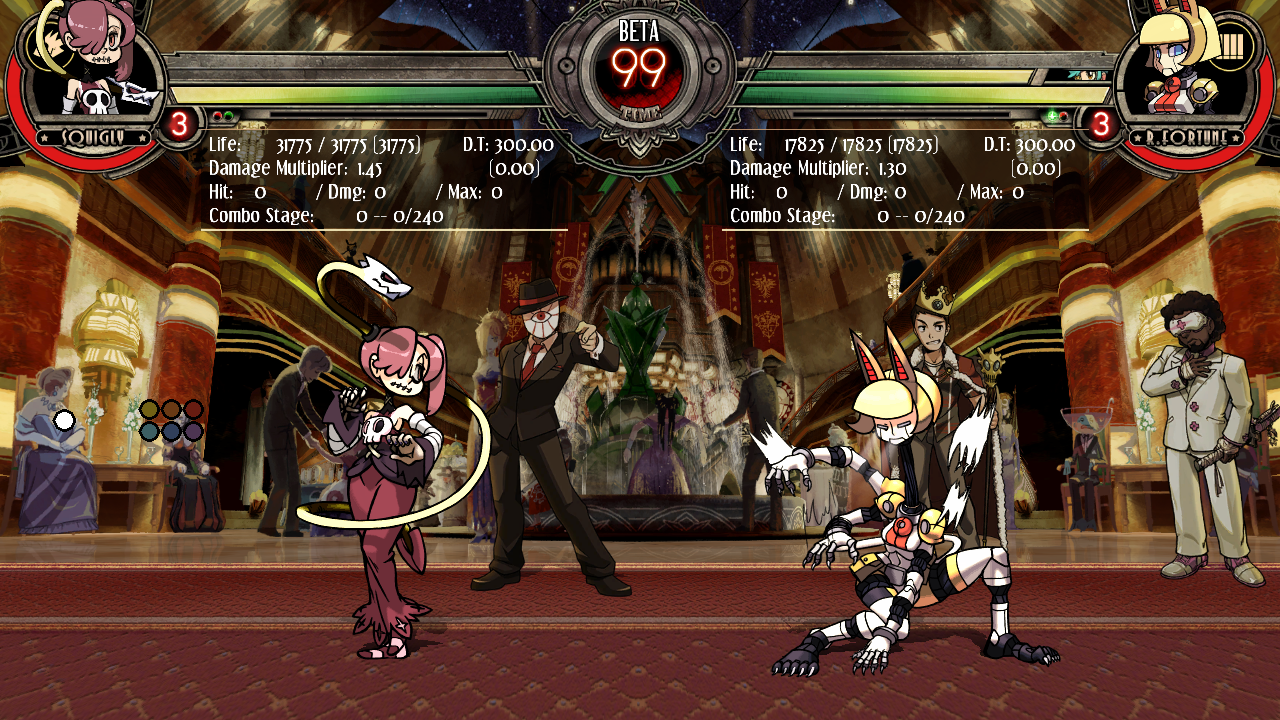 BETA
99
TIME
SQUIGLY
3
3
R.FORTUNE
Life: 31775 / 31775 (31775) D.T: 300.00
Damage Multiplier: 1.45 (0.00)
Hit: 0 / Dmg: 0 / Max: 0
Combo Stage: 0 -- 0/240
Life: 17825 / 17825 (17825) D.T: 300.00
Damage Multiplier: 1.30 (0.00)
Hit: 0 / Dmg: 0 / Max: 0
Combo Stage: 0 -- 0/240